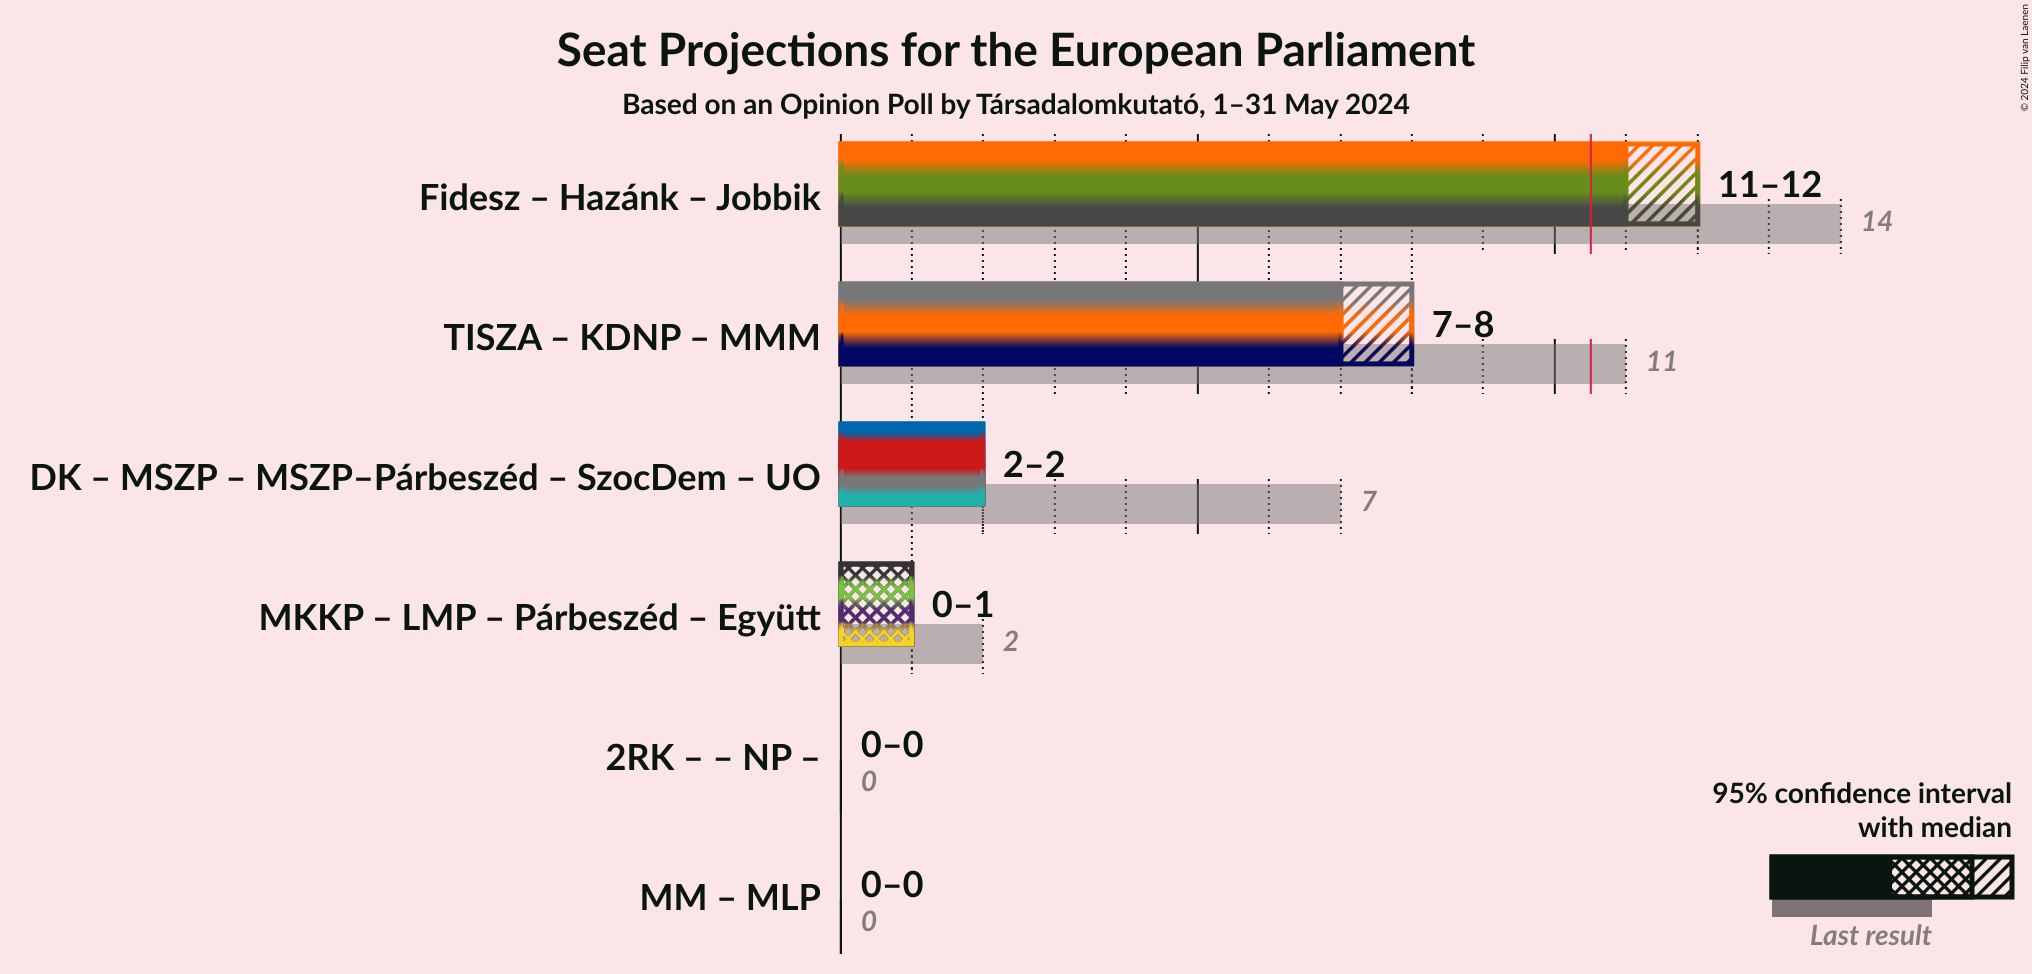 Seat Projections for the European Parliament
Based on an Opinion Poll by Társadalomkutató, 1–31 May 2024
© 2024 Filip van Laenen
Fidesz – Hazánk – Jobbik
11–12
14
TISZA – KDNP – MMM
7–8
11
DK – MSZP – MSZP–Párbeszéd – SzocDem – UO
2–2
7
MKKP – LMP – Párbeszéd – Együtt
0–1
2
2RK – – NP –
0–0
0
MM – MLP
0–0
0
95% confidence interval
with median
Last result